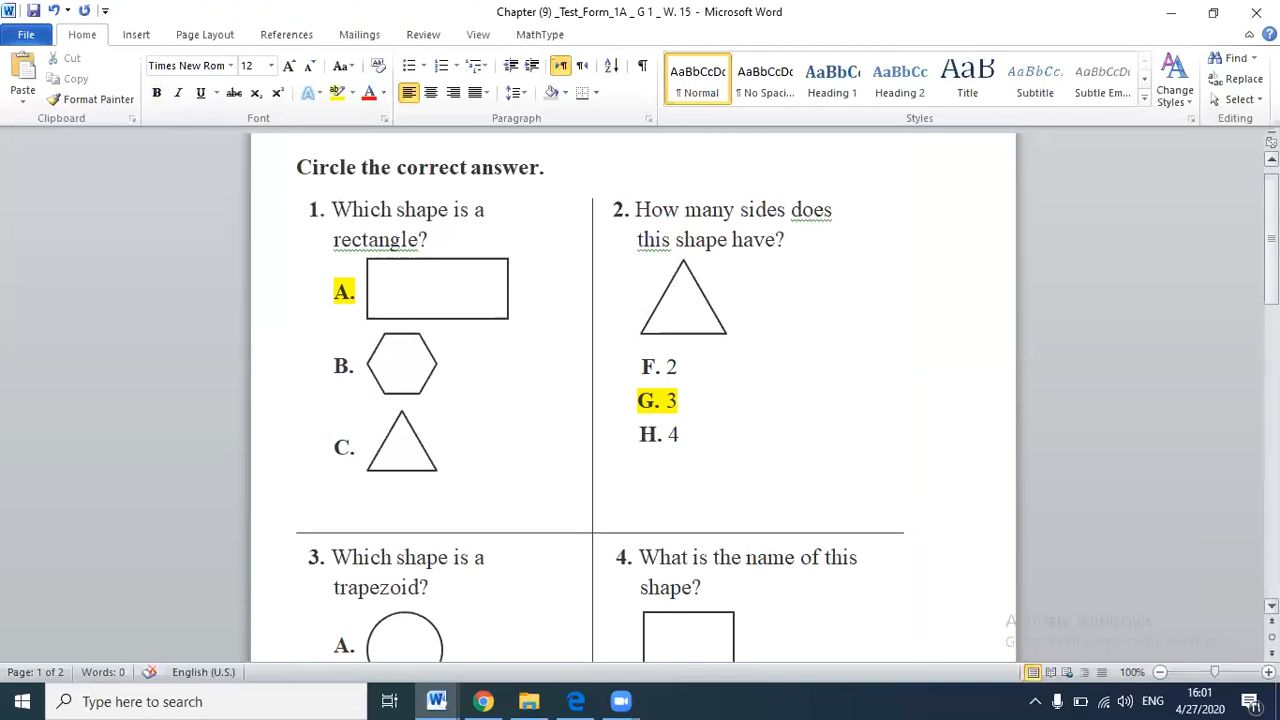 Chapter (9) _Test_Form_1A _ G 1 _ W. 15 - Microsoft Word
File Home Insert Page Layout References Mailings Review View MathType
Paste
Cut
Copy
Format Painter
Clipboard
Times New Rom 12
Font
Paragraph
AaBbCcDc AaBbCcDc AaBbCc AaBbCc AaB AaBbCc. AaBbCcDc
¶ Normal ¶ No Spaci... Heading 1 Heading 2 Title Subtitle Subtle Em...
Styles
Change Styles
Find
Replace
Select
Editing
Circle the correct answer.
1. Which shape is a
rectangle?
A.
B.
C.
2. How many sides does
this shape have?
F. 2
G. 3
H. 4
3. Which shape is a
trapezoid?
A.
4. What is the name of this
shape?
Activate Windows
Page: 1 of 2 Words: 0 English (U.S.) 100%
Type here to search
ENG
16:01
4/27/2020